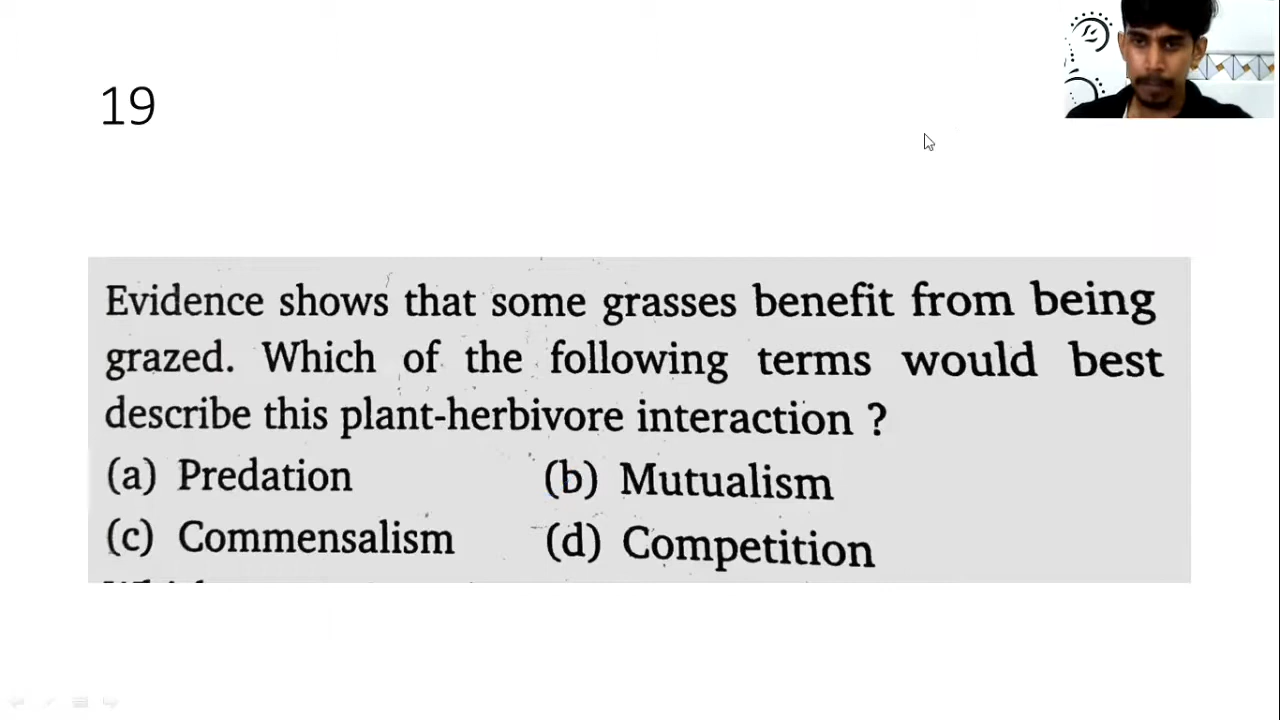 19
Evidence shows that some grasses benefit from being
grazed. Which of the following terms would best
describe this plant-herbivore interaction ?
(a) Predation (b) Mutualism
(c) Commensalism (d) Competition